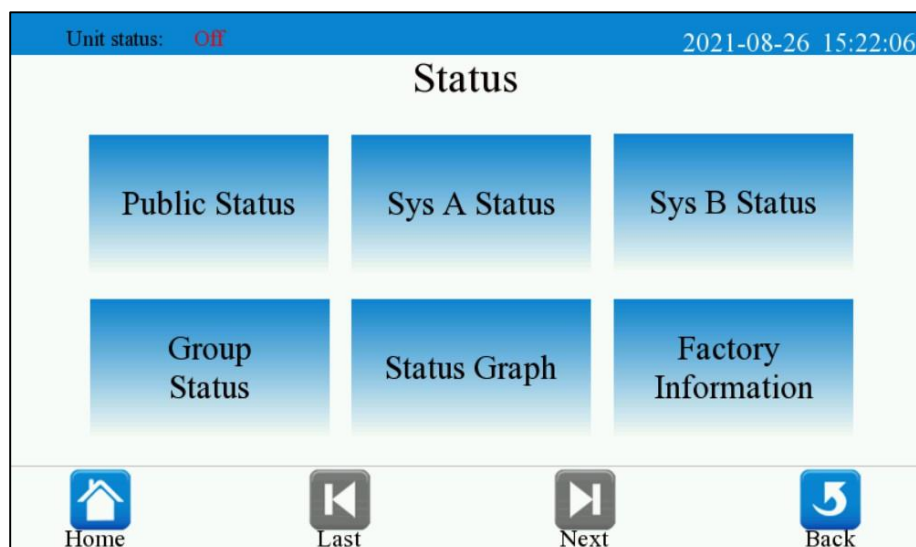 Unit status: Off 2021-08-26 15:22:06
Status
Public Status Sys A Status Sys B Status
Group
Status
Status Graph
Factory
Information
Home Last Next Back